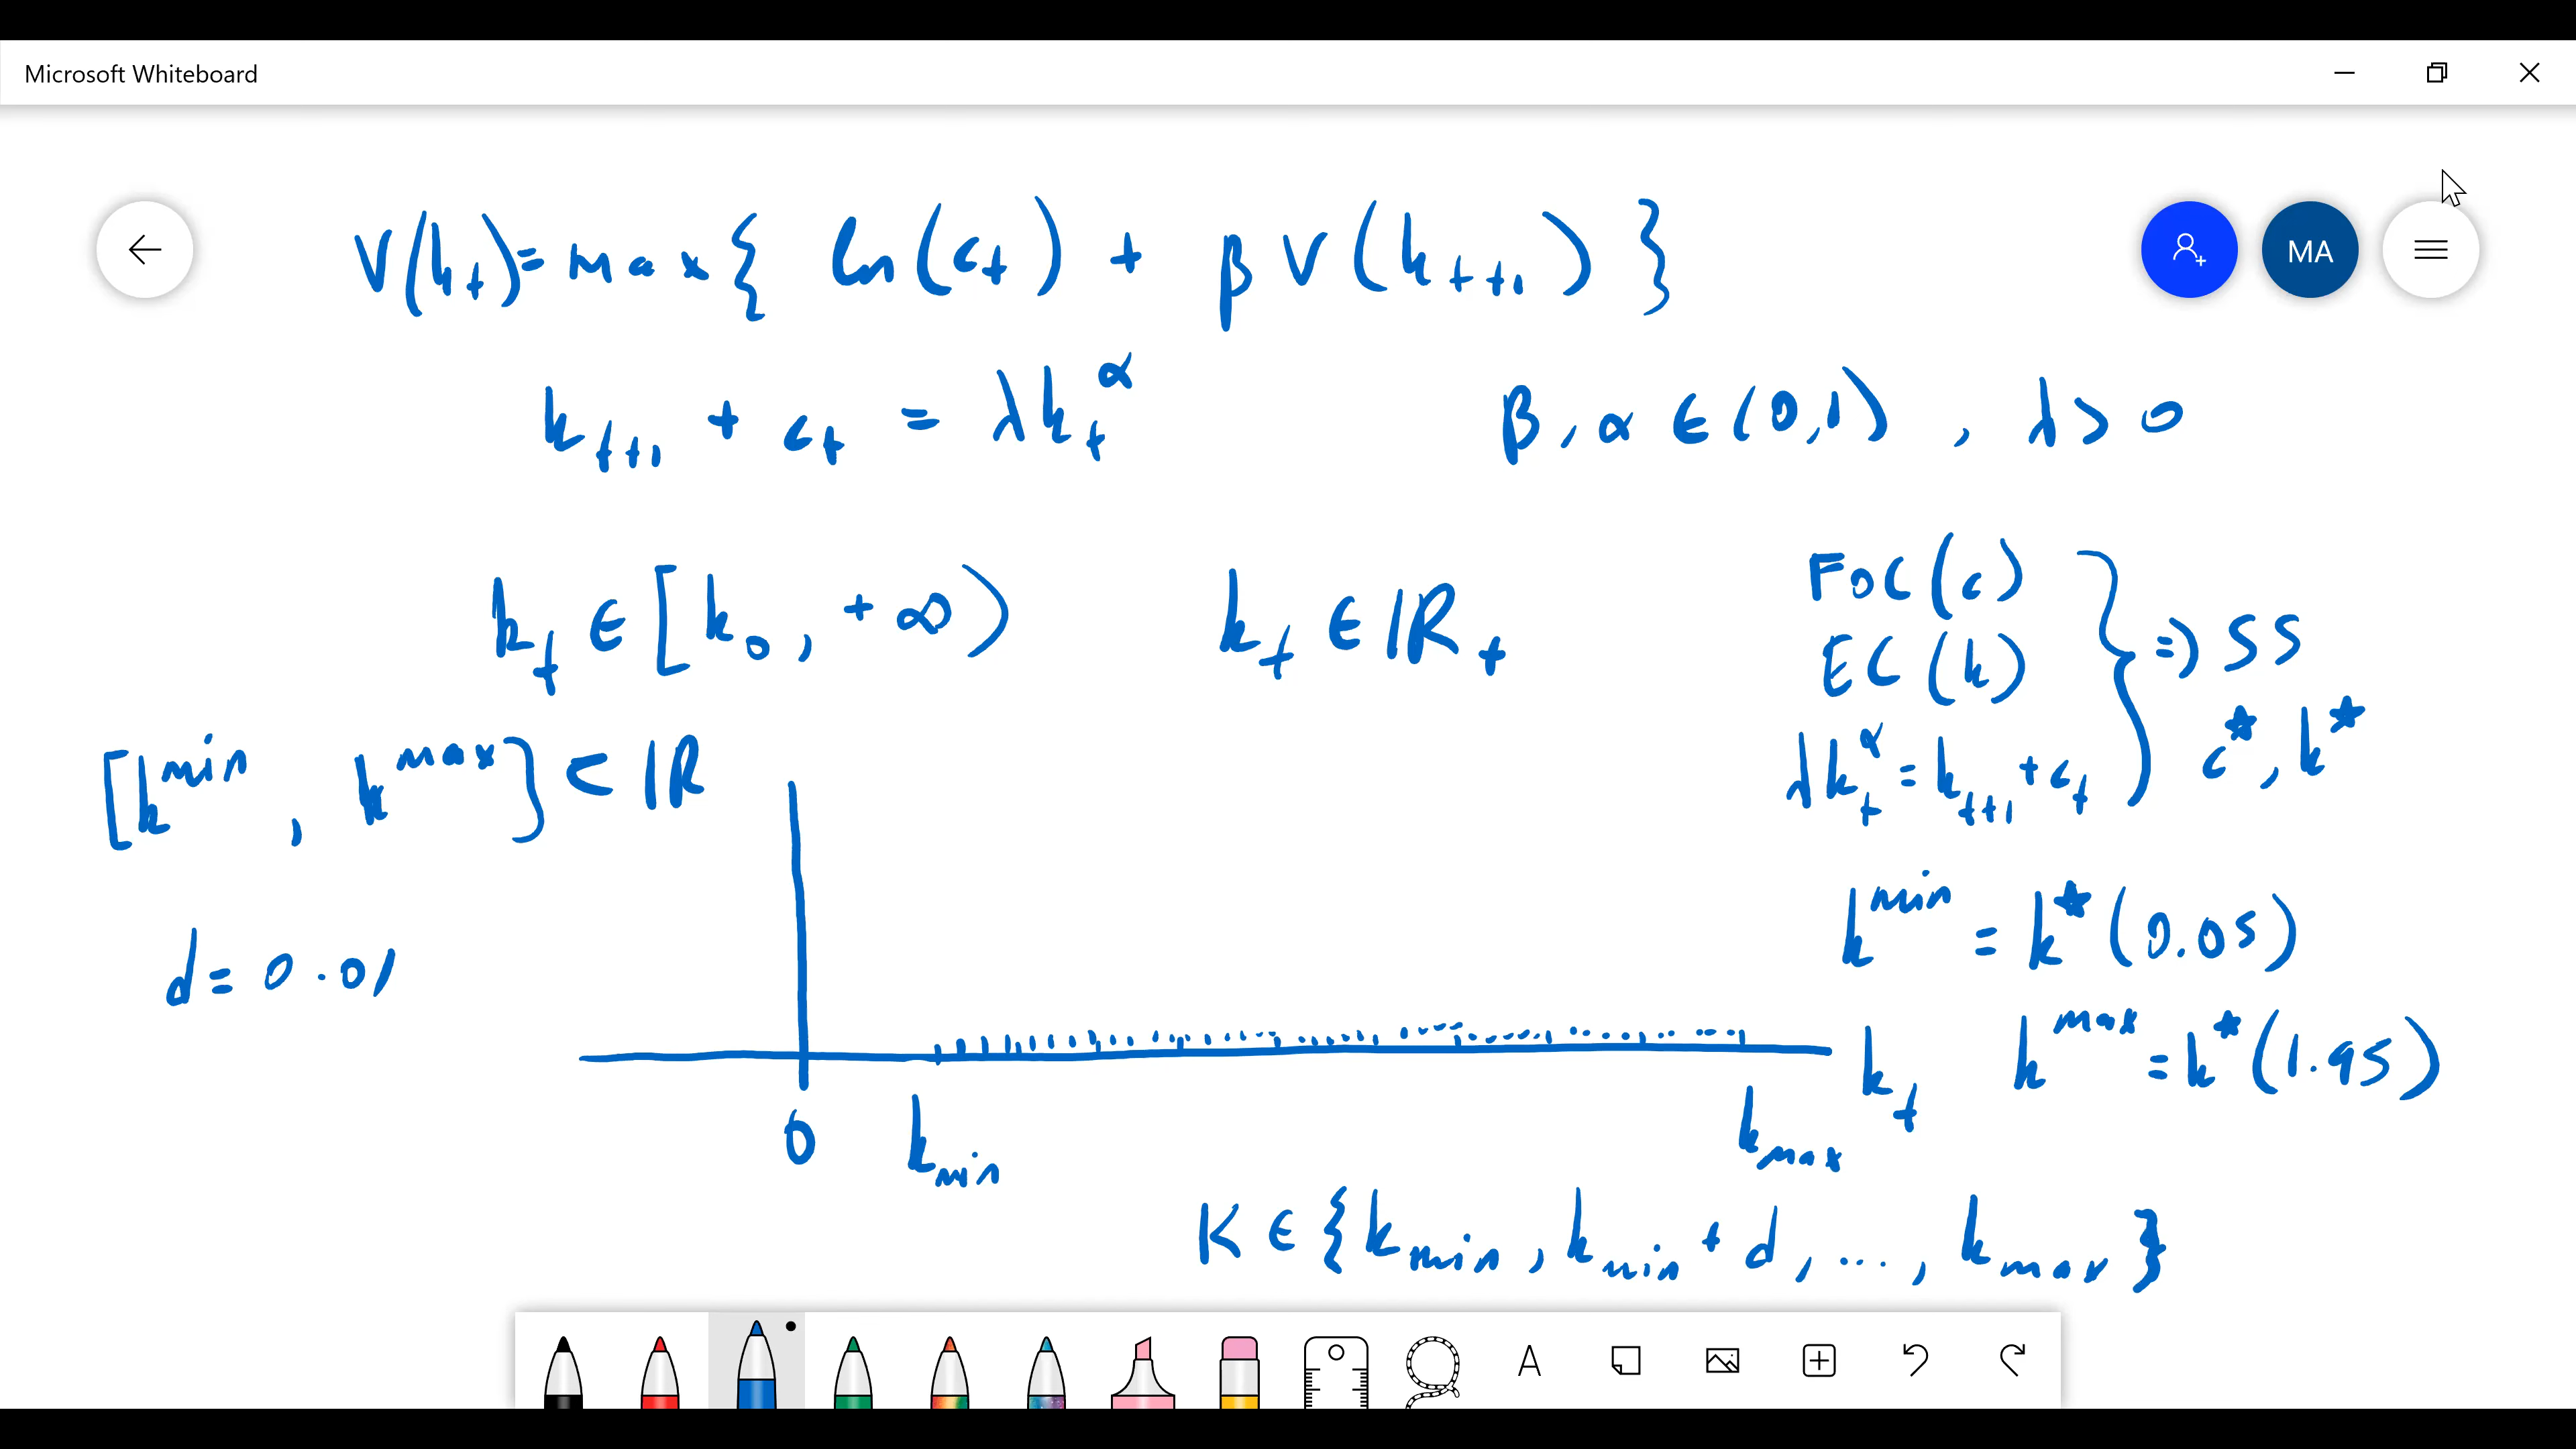 Microsoft Whiteboard
V(k_t) = max{ ln(c_t) + β V(k_{t+1}) }
MA
k_{t+1} + c_t = λk_t^α
β, α ∈ (0,1), λ > 0
k_t ∈ [k_0, +∞)
k_t ∈ ℝ_+
FOC(c)
EC(k)
λk_t^α = k_{t+1} + c_t
} => SS
c*, k*
[k^min, k^max] ⊂ ℝ
d = 0.01
k^min = k*(0.05)
k^max = k*(1.95)
0
k_min
k_max
k_t
K ∈ {k_min, k_min + d, ..., k_max}
A